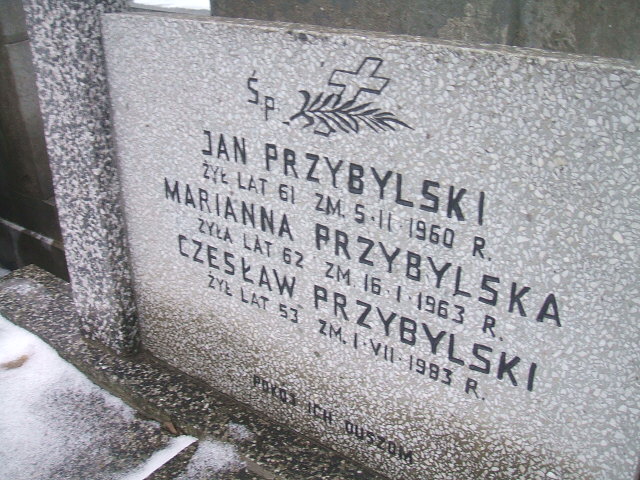 Ś.P.
JAN PRZYBYLSKI
ŻYŁ LAT 61 ZM. 5·II·1960 R.
MARIANNA PRZYBYLSKA
ŻYŁA LAT 62 ZM 16·I·1963 R.
CZESŁAW PRZYBYLSKI
ŻYŁ LAT 53 ZM. 1·VII·1983 R.
POKÓJ ICH DUSZOM